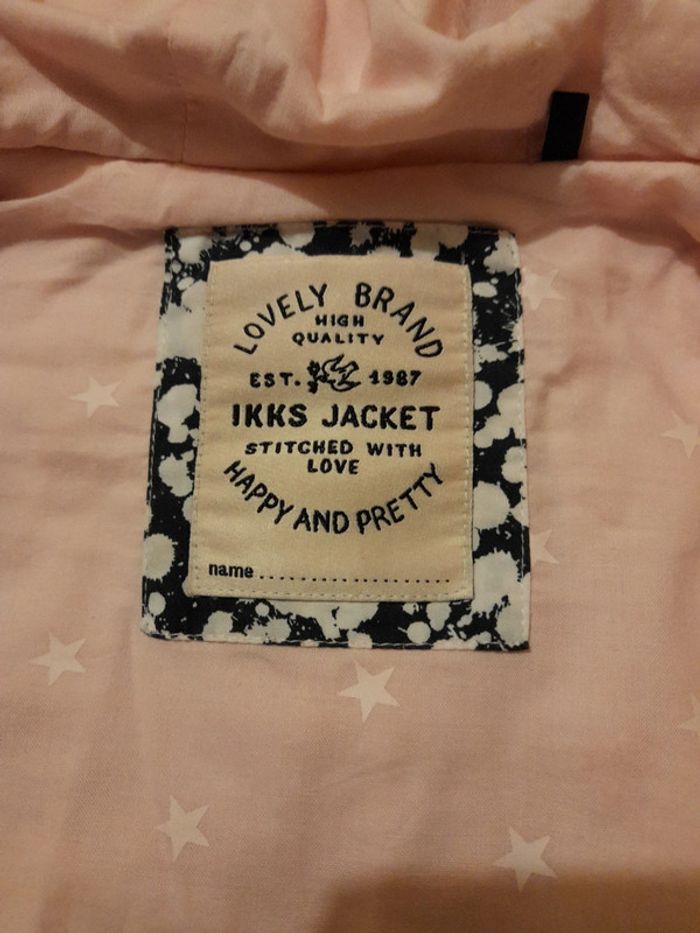 LOVELY BRAND
HIGH
QUALITY
EST. 1987
IKKS JACKET
STITCHED WITH
LOVE
HAPPY AND PRETTY
name....................